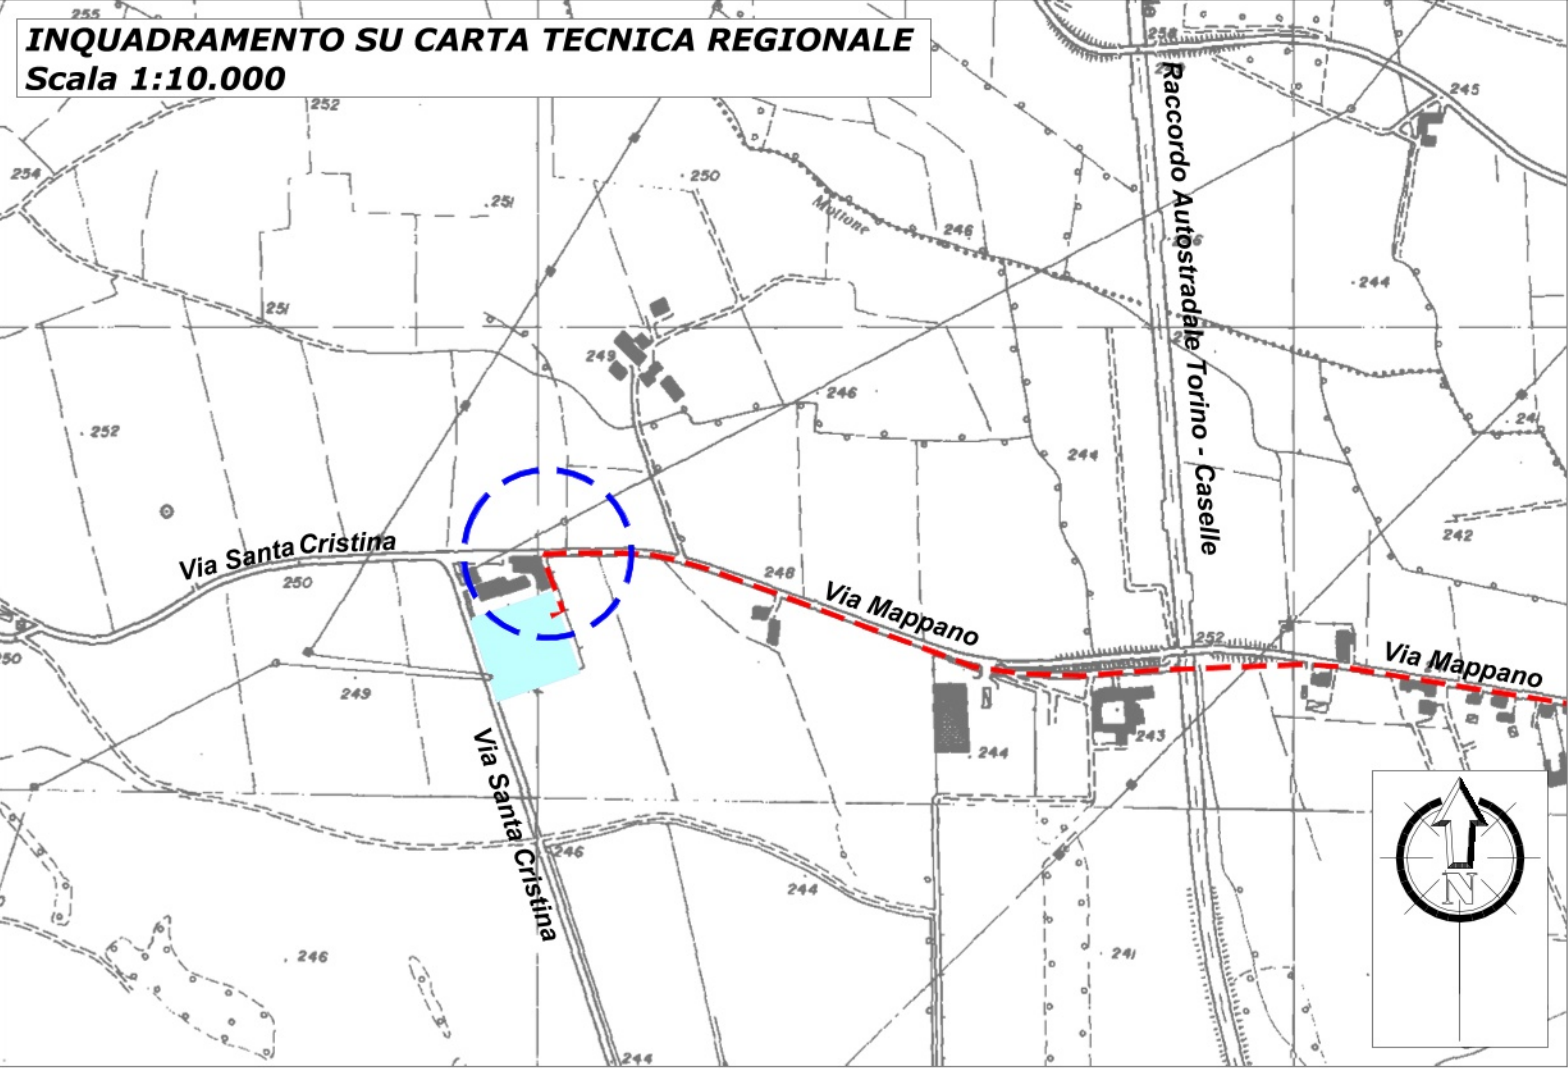 INQUADRAMENTO SU CARTA TECNICA REGIONALE
Scala 1:10.000
255
252
254
251
250
Mottone
246
245
244
251
249
246
252
244
242
Raccordo Autostradale Torino - Caselle
Via Santa Cristina
250
248
Via Mappano
252
Via Mappano
250
249
243
244
Via Santa Cristina
246
244
246
241
244
N